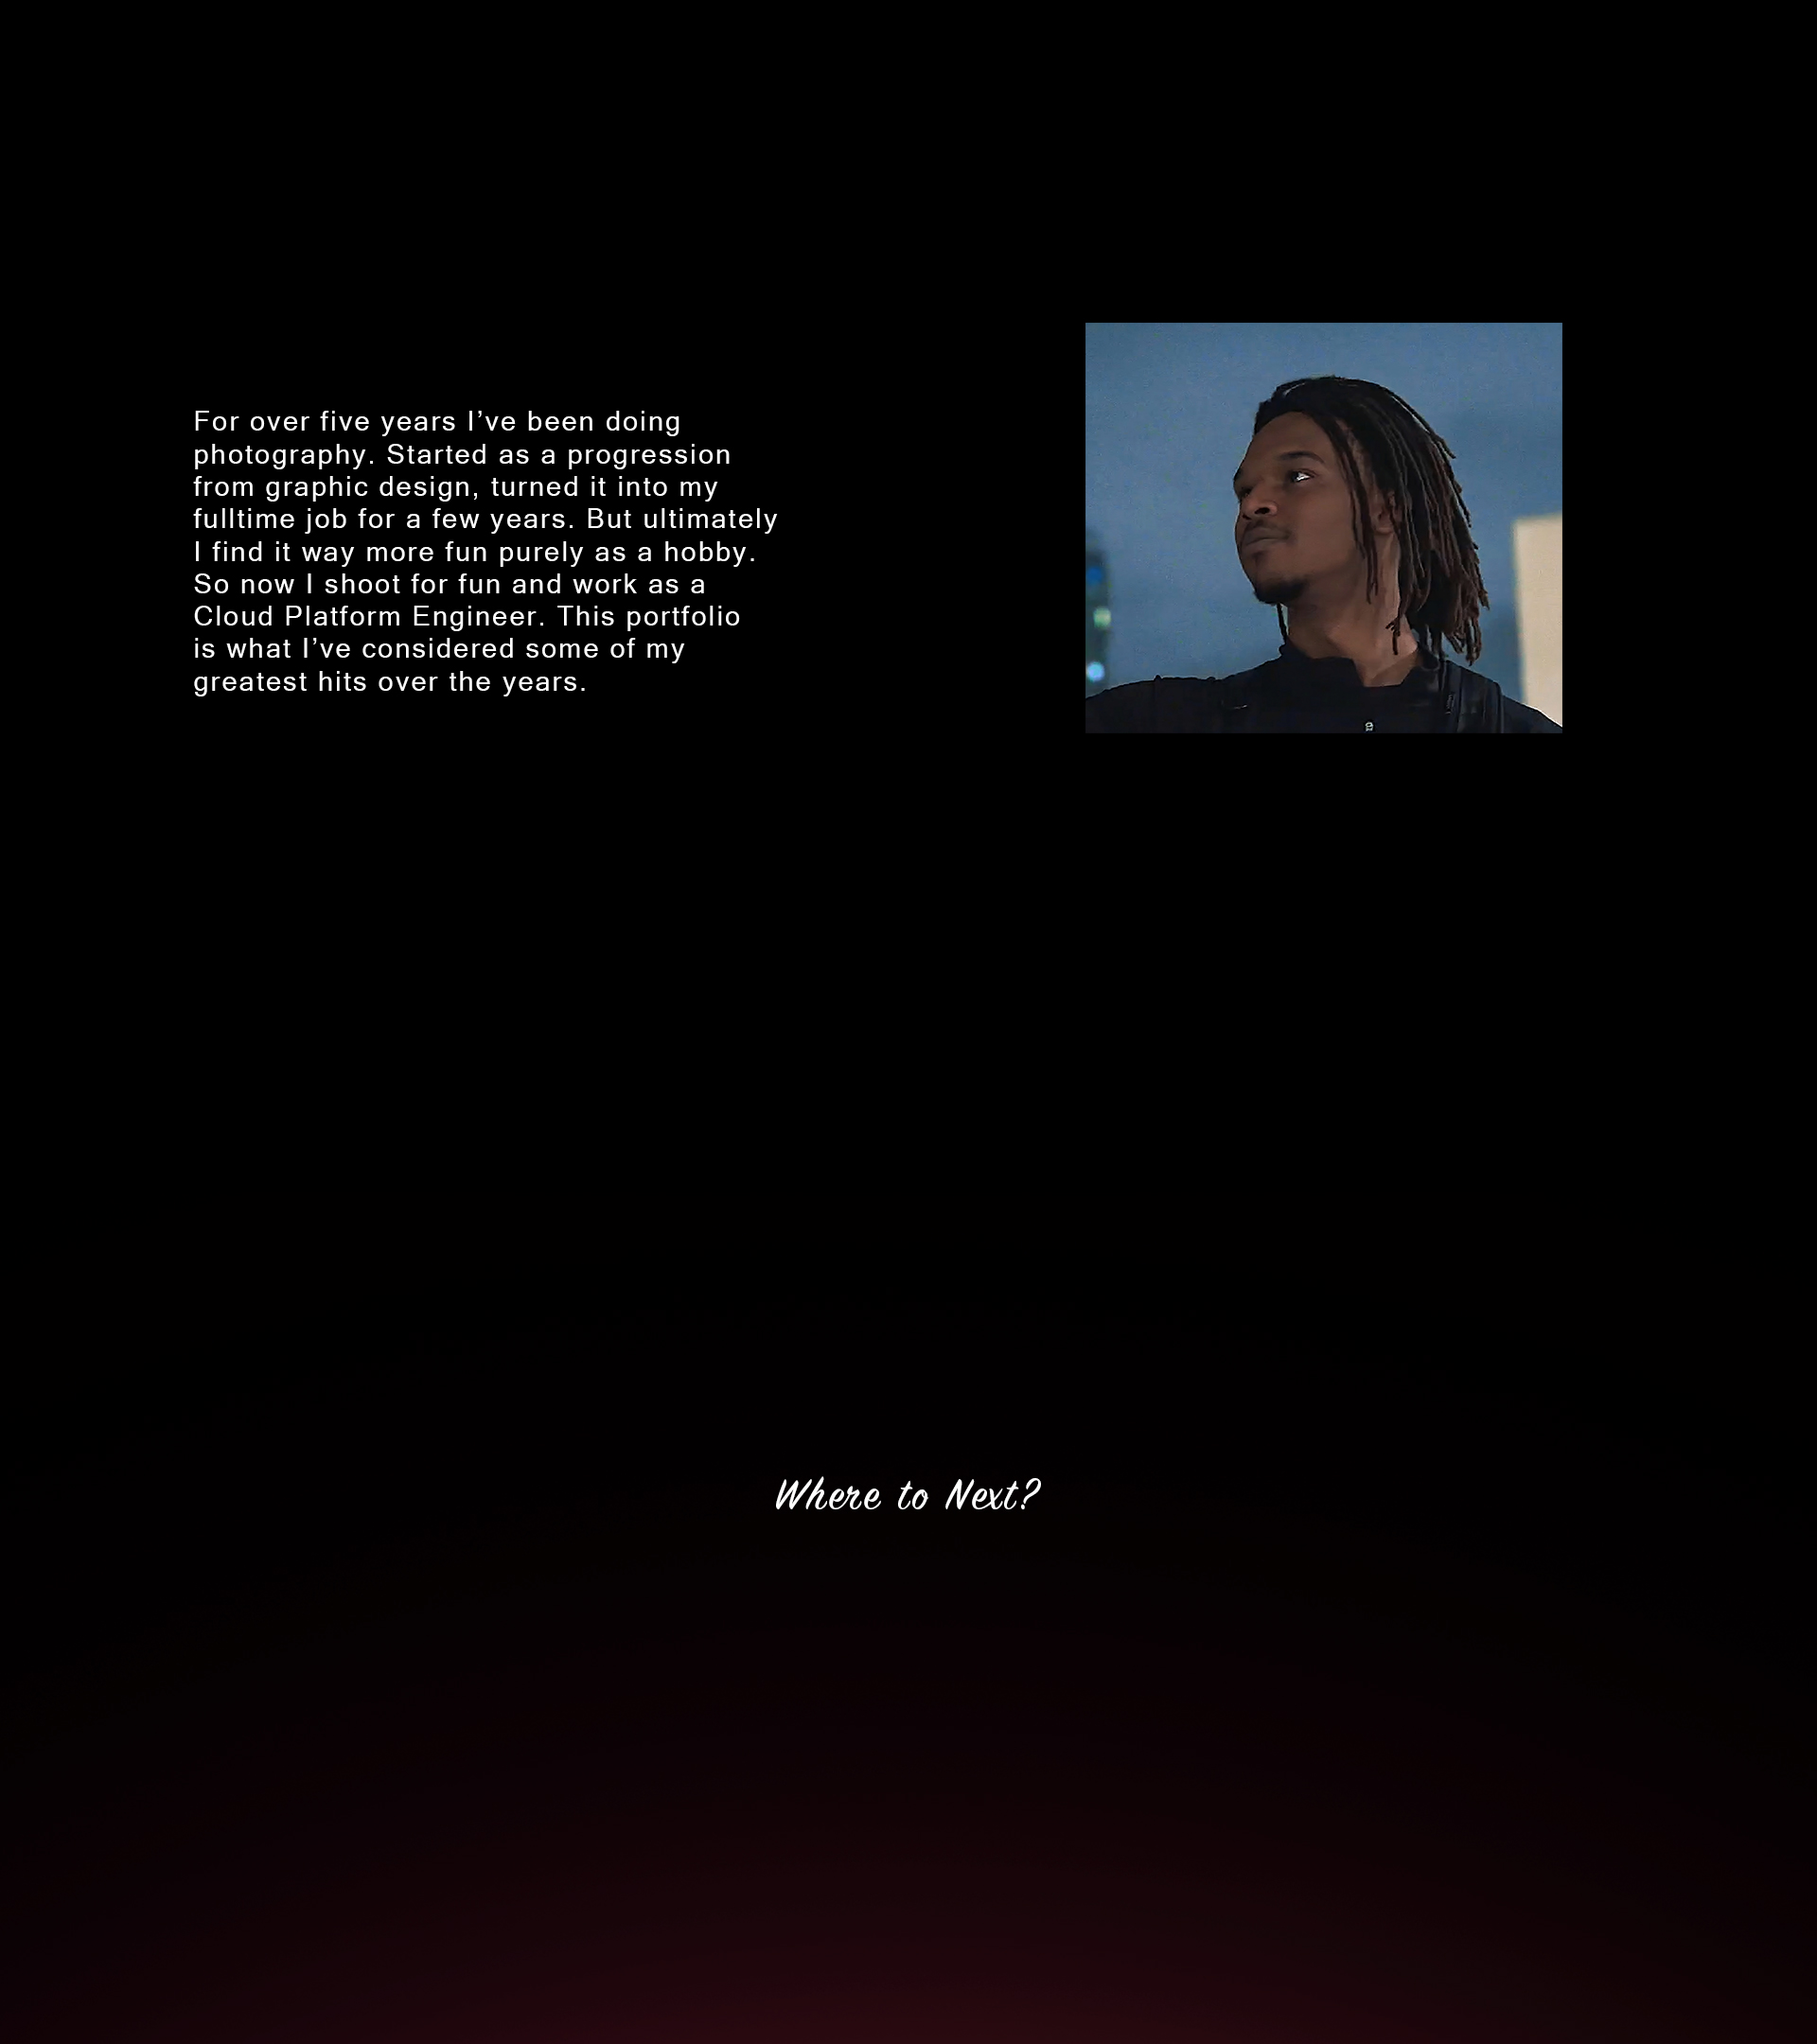 For over five years I’ve been doing
photography. Started as a progression
from graphic design, turned it into my
fulltime job for a few years. But ultimately
I find it way more fun purely as a hobby.
So now I shoot for fun and work as a
Cloud Platform Engineer. This portfolio
is what I’ve considered some of my
greatest hits over the years.
Where to Next?